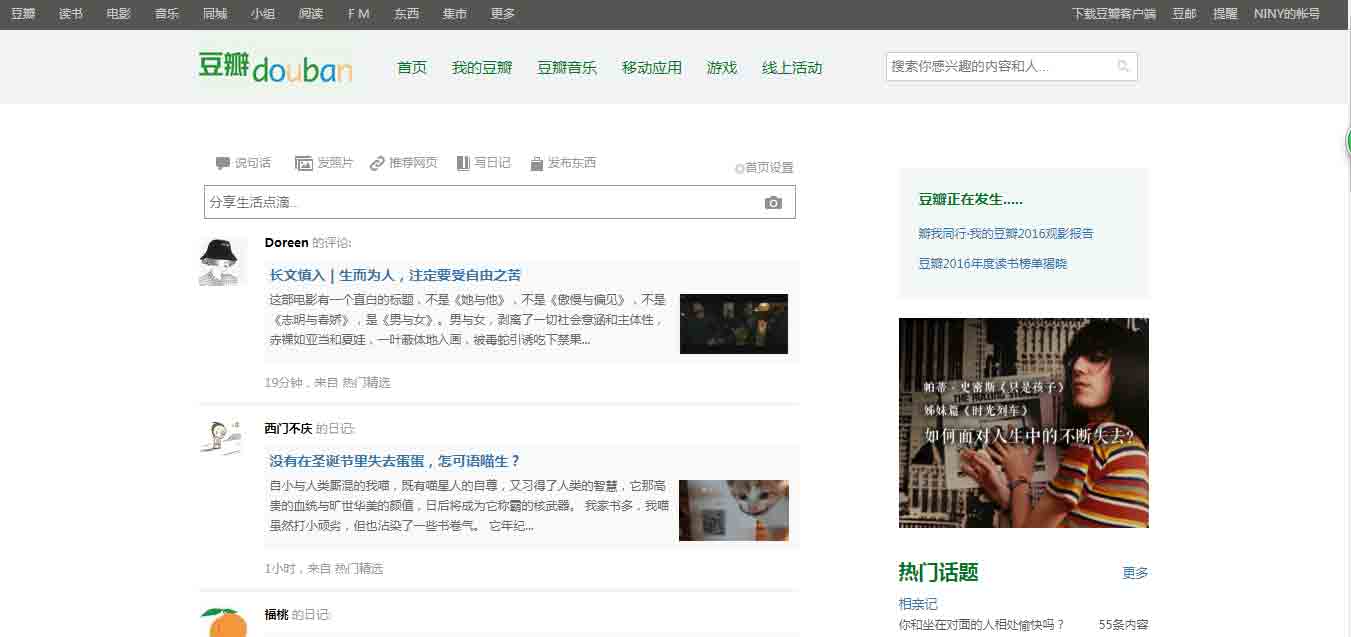 豆瓣 读书 电影 音乐 同城 小组 阅读 F M 东西 集市 更多 下载豆瓣客户端 豆邮 提醒 NINY的帐号
豆瓣douban 首页 我的豆瓣 豆瓣音乐 移动应用 游戏 线上活动 搜索你感兴趣的内容和人...
说句话 发照片 推荐网页 写日记 发布东西 首页设置
分享生活点滴...
Doreen 的评论:
长文慎入 | 生而为人，注定要受自由之苦
这部电影有一个直白的标题，不是《她与他》，不是《傲慢与偏见》，不是
《志明与春娇》，是《男与女》。男与女，剥离了一切社会意涵和主体性，
赤裸如亚当和夏娃，一叶蔽体地入画，被毒蛇引诱吃下禁果...
19分钟，来自 热门精选
西门不庆 的日记:
没有在圣诞节里失去蛋蛋，怎可语喵生？
自小与人类厮混的我喵，既有喵星人的自尊，又习得了人类的智慧，它那高
贵的血统与旷世华美的颜值，日后将成为它称霸的核武器。 我家书多，我喵
虽然打小顽劣，但也沾染了一些书卷气。 它年纪...
1小时，来自 热门精选
福桃 的日记:
豆瓣正在发生.....
瓣我同行·我的豆瓣2016观影报告
豆瓣2016年度读书榜单揭晓
帕蒂·史密斯《只是孩子》
THE ROLLING STONES
姊妹篇《时光列车》
如何面对人生中的不断失去?
热门话题 更多
相亲记
你和坐在对面的人相处愉快吗？ 55条内容